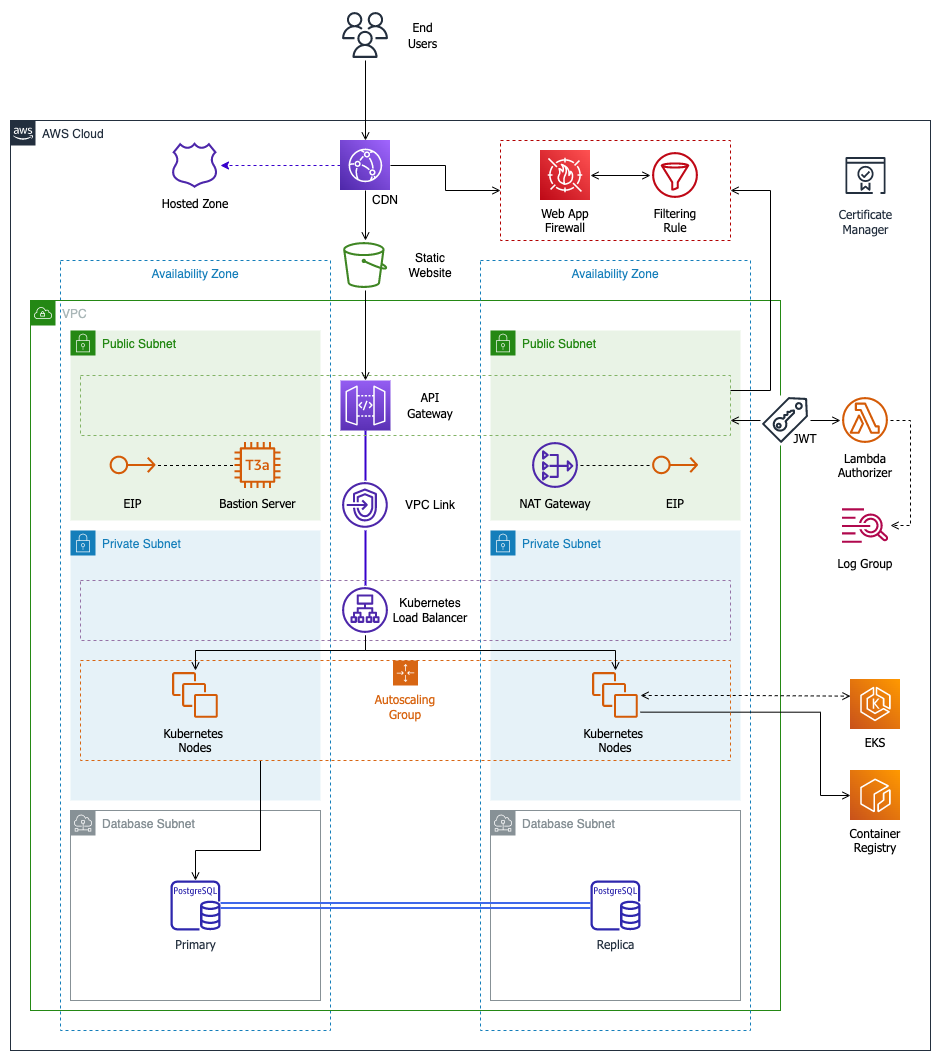 End
Users
aws
AWS Cloud
Hosted Zone
CDN
Web App
Firewall
Filtering
Rule
Certificate
Manager
Static
Website
Availability Zone
Availability Zone
VPC
Public Subnet
Public Subnet
API
Gateway
JWT
Lambda
Authorizer
EIP
T3a
Bastion Server
VPC Link
NAT Gateway
EIP
Log Group
Private Subnet
Private Subnet
Kubernetes
Load Balancer
Autoscaling
Group
Kubernetes
Nodes
Kubernetes
Nodes
K
EKS
Container
Registry
Database Subnet
Database Subnet
PostgreSQL
Primary
PostgreSQL
Replica